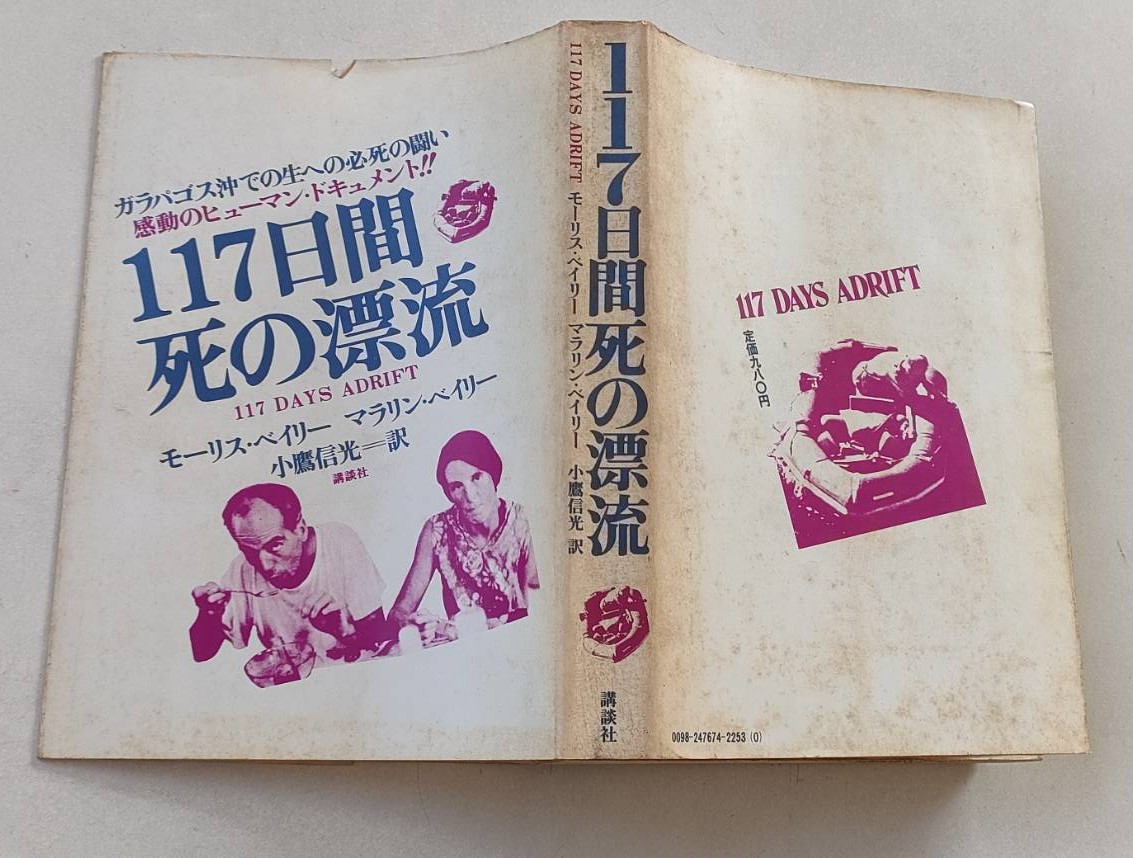 ガラパゴス沖での生への必死の闘い
感動のヒューマン・ドキュメント!!
117日間
死の漂流
117 DAYS ADRIFT
モーリス・ベイリー マラリン・ベイリー
小鷹信光=訳
講談社
117 DAYS ADRIFT モーリス・ベイリー マラリン・ベイリー 小鷹信光 訳
117日間死の漂流
講談社
117 DAYS ADRIFT
定価九八〇円
0098-247674-2253 (0)